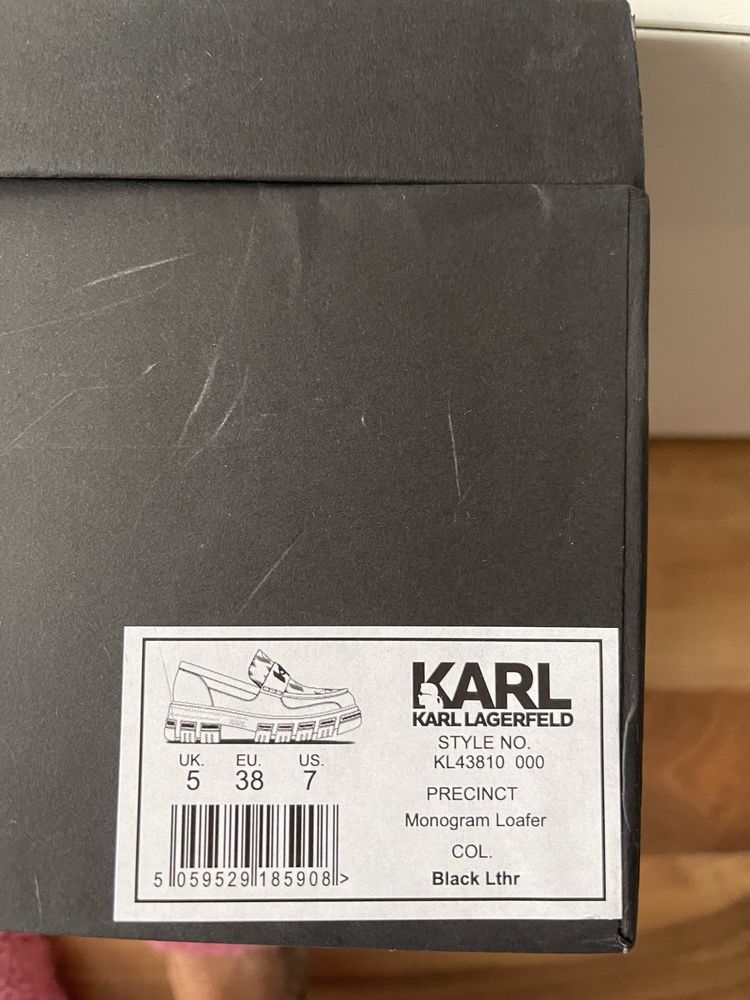 KARL
KARL LAGERFELD
STYLE NO.
KL43810 000
PRECINCT
Monogram Loafer
COL.
Black Lthr
UK. EU. US.
5 38 7
5 059529 185908 >